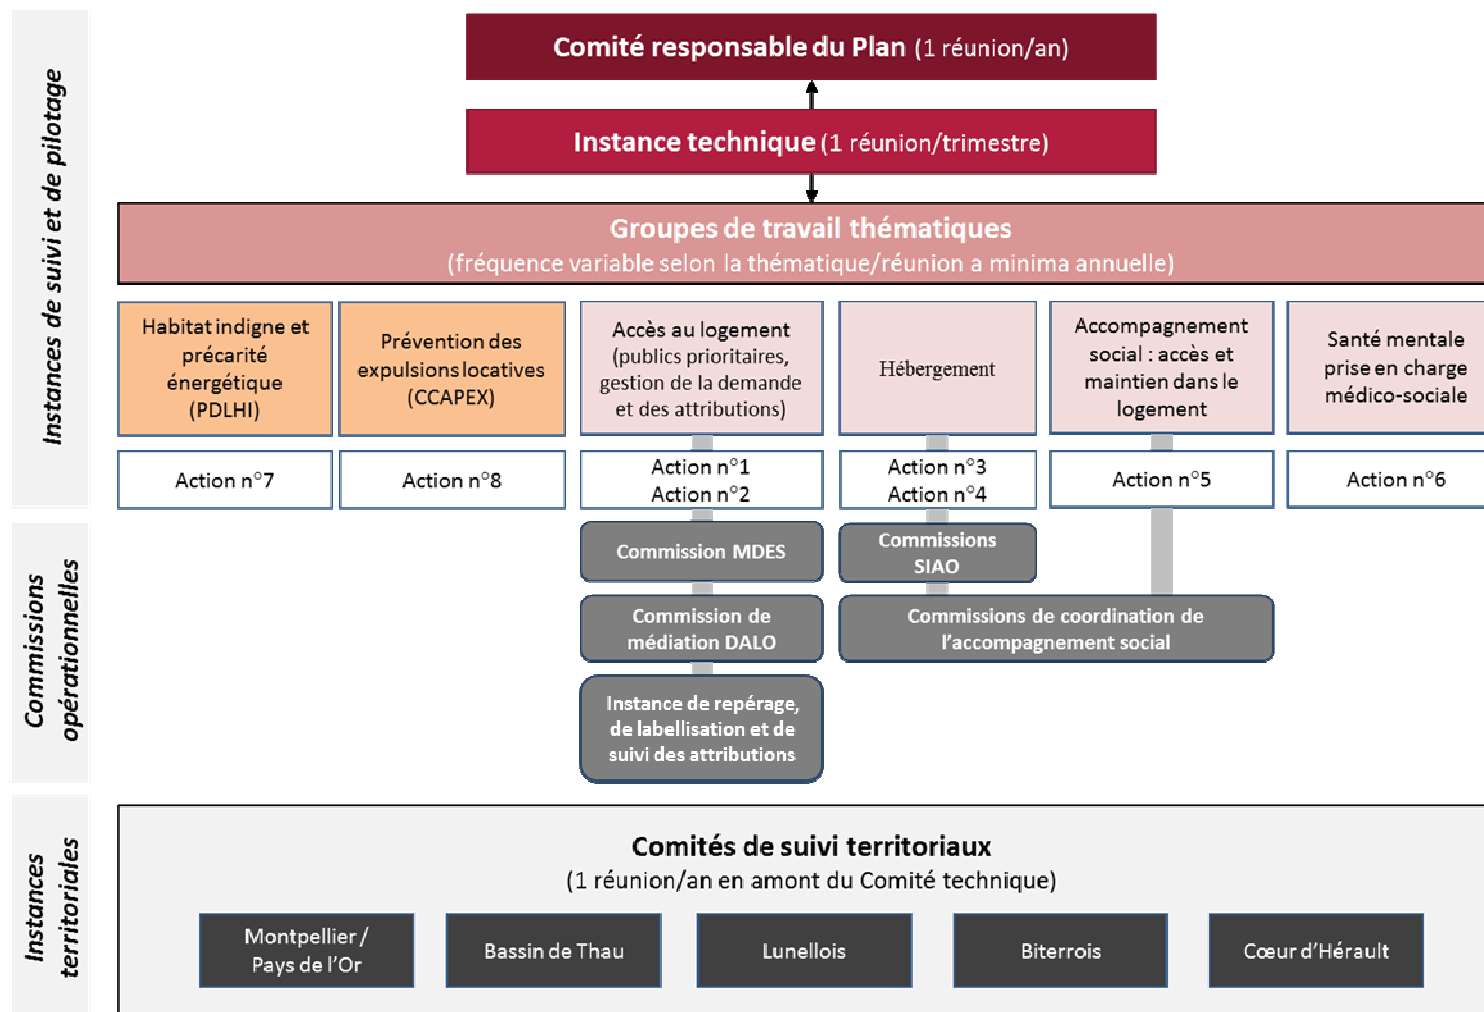 Instances de suivi et de pilotage
Comité responsable du Plan (1 réunion/an)
Instance technique (1 réunion/trimestre)
Groupes de travail thématiques
(fréquence variable selon la thématique/réunion a minima annuelle)
Habitat indigne et
précarité
énergétique
(PDLHI)
Prévention des
expulsions locatives
(CCAPEX)
Accès au logement
(publics prioritaires,
gestion de la demande
et des attributions)
Hébergement
Accompagnement
social : accès et
maintien dans le
logement
Santé mentale
prise en charge
médico-sociale
Action n°7
Action n°8
Action n°1
Action n°2
Action n°3
Action n°4
Action n°5
Action n°6
Commissions
opérationnelles
Commission MDES
Commissions
SIAO
Commission de
médiation DALO
Commissions de coordination de
l'accompagnement social
Instance de repérage,
de labellisation et de
suivi des attributions
Instances
territoriales
Comités de suivi territoriaux
(1 réunion/an en amont du Comité technique)
Montpellier /
Pays de l'Or
Bassin de Thau
Lunellois
Biterrois
Cœur d'Hérault